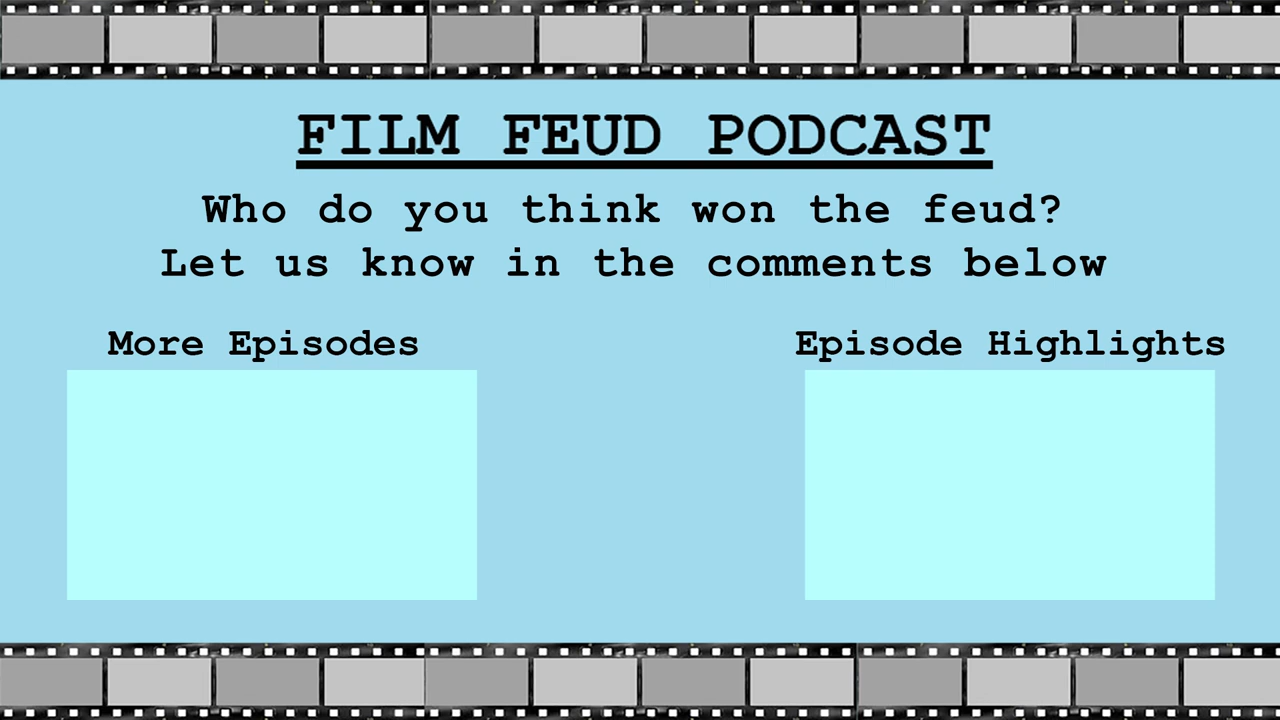 FILM FEUD PODCAST
Who do you think won the feud?
Let us know in the comments below
More Episodes
Episode Highlights